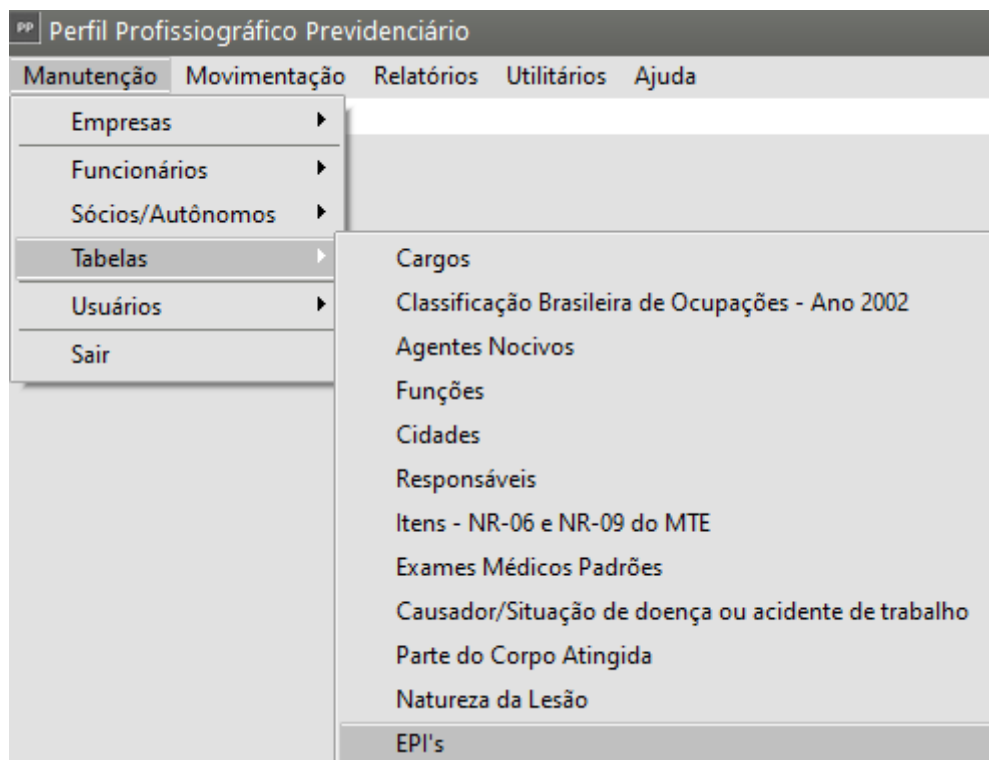 PP Perfil Profissiográfico Previdenciário
Manutenção Movimentação Relatórios Utilitários Ajuda
Empresas
Funcionários
Sócios/Autônomos
Tabelas
Usuários
Sair
Cargos
Classificação Brasileira de Ocupações - Ano 2002
Agentes Nocivos
Funções
Cidades
Responsáveis
Itens - NR-06 e NR-09 do MTE
Exames Médicos Padrões
Causador/Situação de doença ou acidente de trabalho
Parte do Corpo Atingida
Natureza da Lesão
EPI's